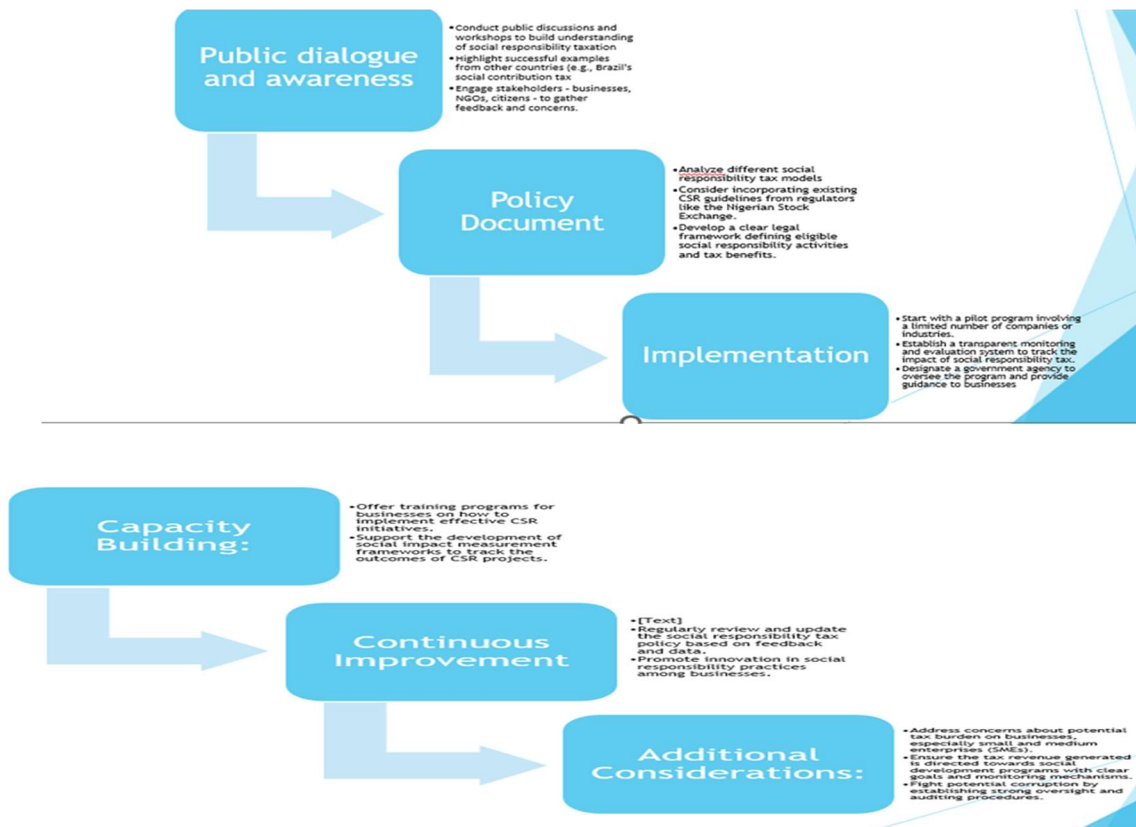 Public dialogue
and awareness
•Conduct public discussions and
workshops to build understanding
of social responsibility taxation
•Highlight successful examples
from other countries (e.g., Brazil's
social contribution tax
•Engage stakeholders - businesses,
NGOs, citizens - to gather
feedback and concerns.
Policy
Document
•Analyze different social
responsibility tax models
•Consider incorporating existing
CSR guidelines from regulators
like the Nigerian Stock
Exchange.
•Develop a clear legal
framework defining eligible
social responsibility activities
and tax benefits.
Implementation
•Start with a pilot program involving
a limited number of companies or
industries.
•Establish a transparent monitoring
and evaluation system to track the
impact of social responsibility tax.
•Designate a government agency to
oversee the program and provide
guidance to businesses
Capacity
Building:
•Offer training programs for
businesses on how to
implement effective CSR
initiatives.
•Support the development of
social impact measurement
frameworks to track the
outcomes of CSR projects.
Continuous
Improvement
•[Text]
•Regularly review and update
the social responsibility tax
policy based on feedback
and data.
•Promote innovation in social
responsibility practices
among businesses.
Additional
Considerations:
•Address concerns about potential
tax burden on businesses,
especially small and medium
enterprises (SMEs).
•Ensure the tax revenue generated
is directed towards social
development programs with clear
goals and monitoring mechanisms.
•Fight potential corruption by
establishing strong oversight and
auditing procedures.